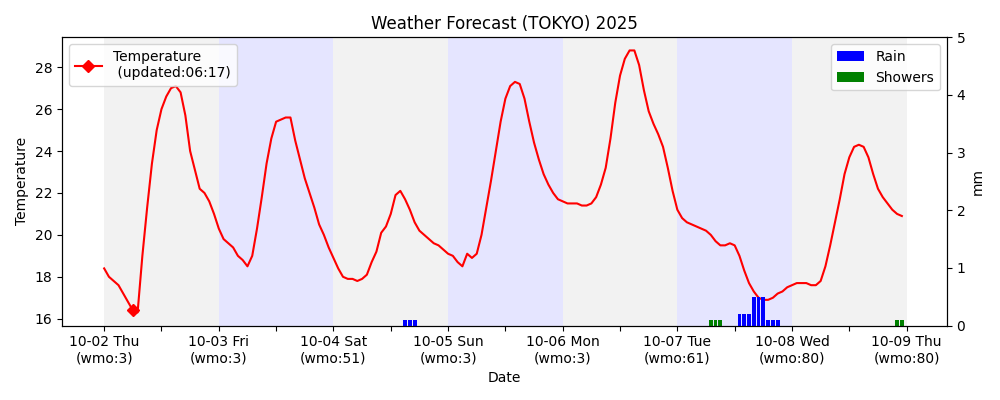 Weather Forecast (TOKYO) 2025
Temperature
(updated:06:17)
Rain
Showers
28
26
24
22
20
18
16
Temperature
5
4
3
2
1
0
mm
10-02 Thu
(wmo:3)
10-03 Fri
(wmo:3)
10-04 Sat
(wmo:51)
10-05 Sun
(wmo:3)
10-06 Mon
(wmo:3)
10-07 Tue
(wmo:61)
10-08 Wed
(wmo:80)
10-09 Thu
(wmo:80)
Date